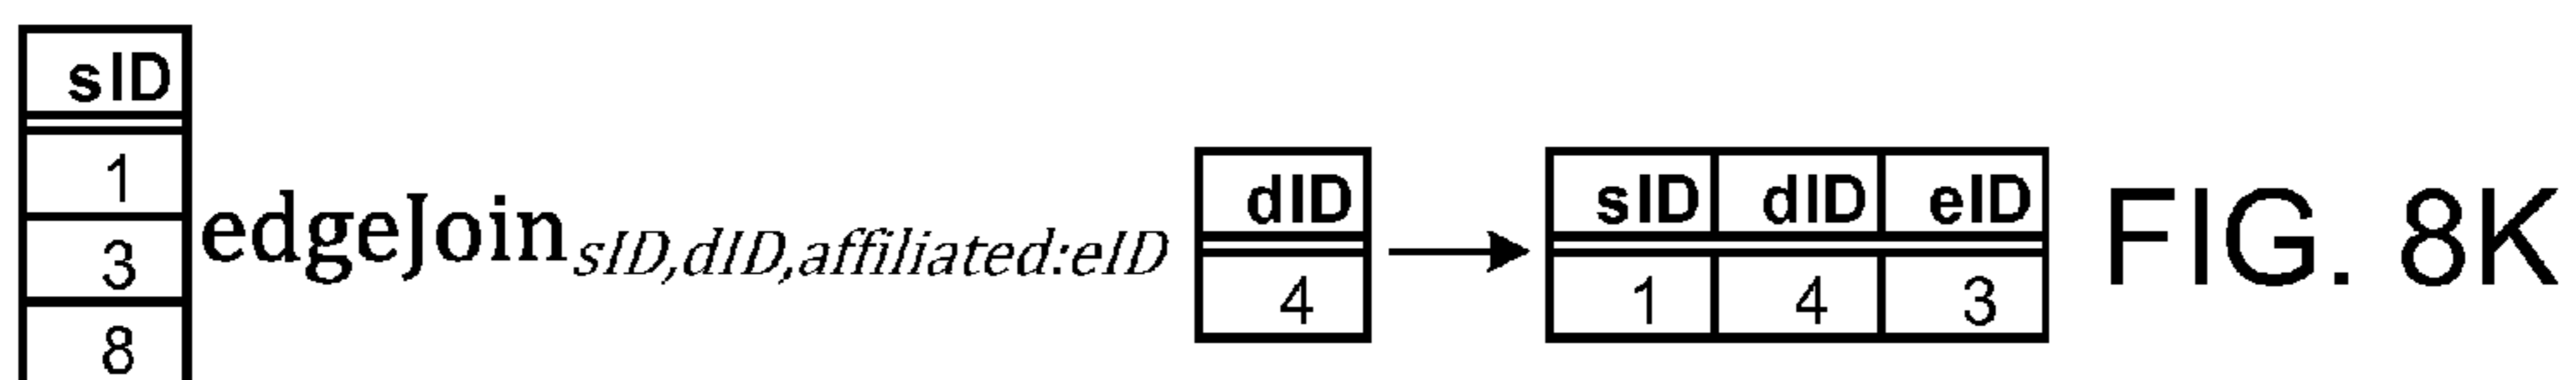 sID
1
3
8
edgeJoin sID,dID,affiliated:eID
dID
4
sID dID eID
1 4 3
FIG. 8K